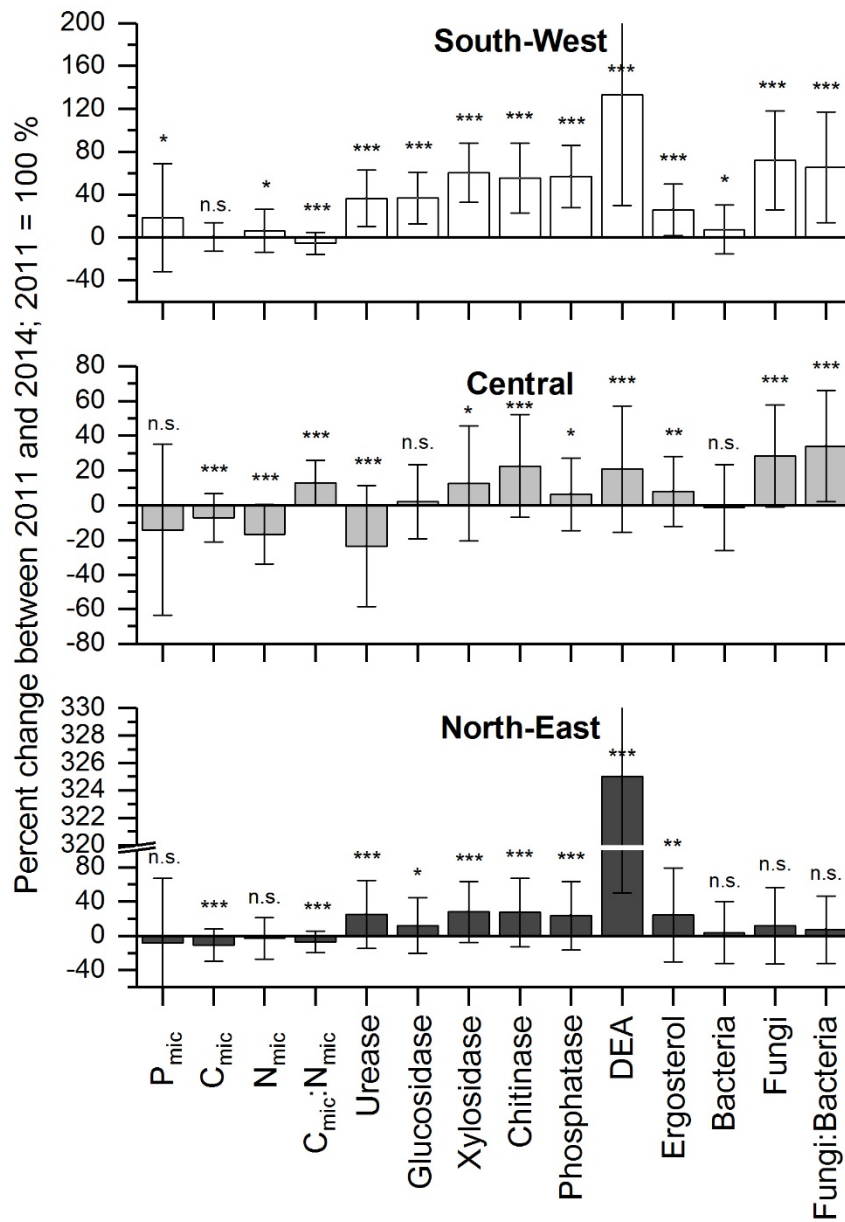 Percent change between 2011 and 2014; 2011 = 100 %
South-West
200
160
120
80
40
0
-40
* n.s. * *** *** *** *** *** *** *** *** * *** ***
Central
80
60
40
20
0
-20
-40
-60
-80
n.s. *** *** *** *** n.s. * *** * *** ** n.s. *** ***
North-East
330
328
326
324
322
320
80
40
0
-40
n.s. *** n.s. *** *** * *** *** *** *** ** n.s. n.s. n.s.
Pmic
Cmic
Nmic
Cmic:Nmic
Urease
Glucosidase
Xylosidase
Chitinase
Phosphatase
DEA
Ergosterol
Bacteria
Fungi
Fungi:Bacteria